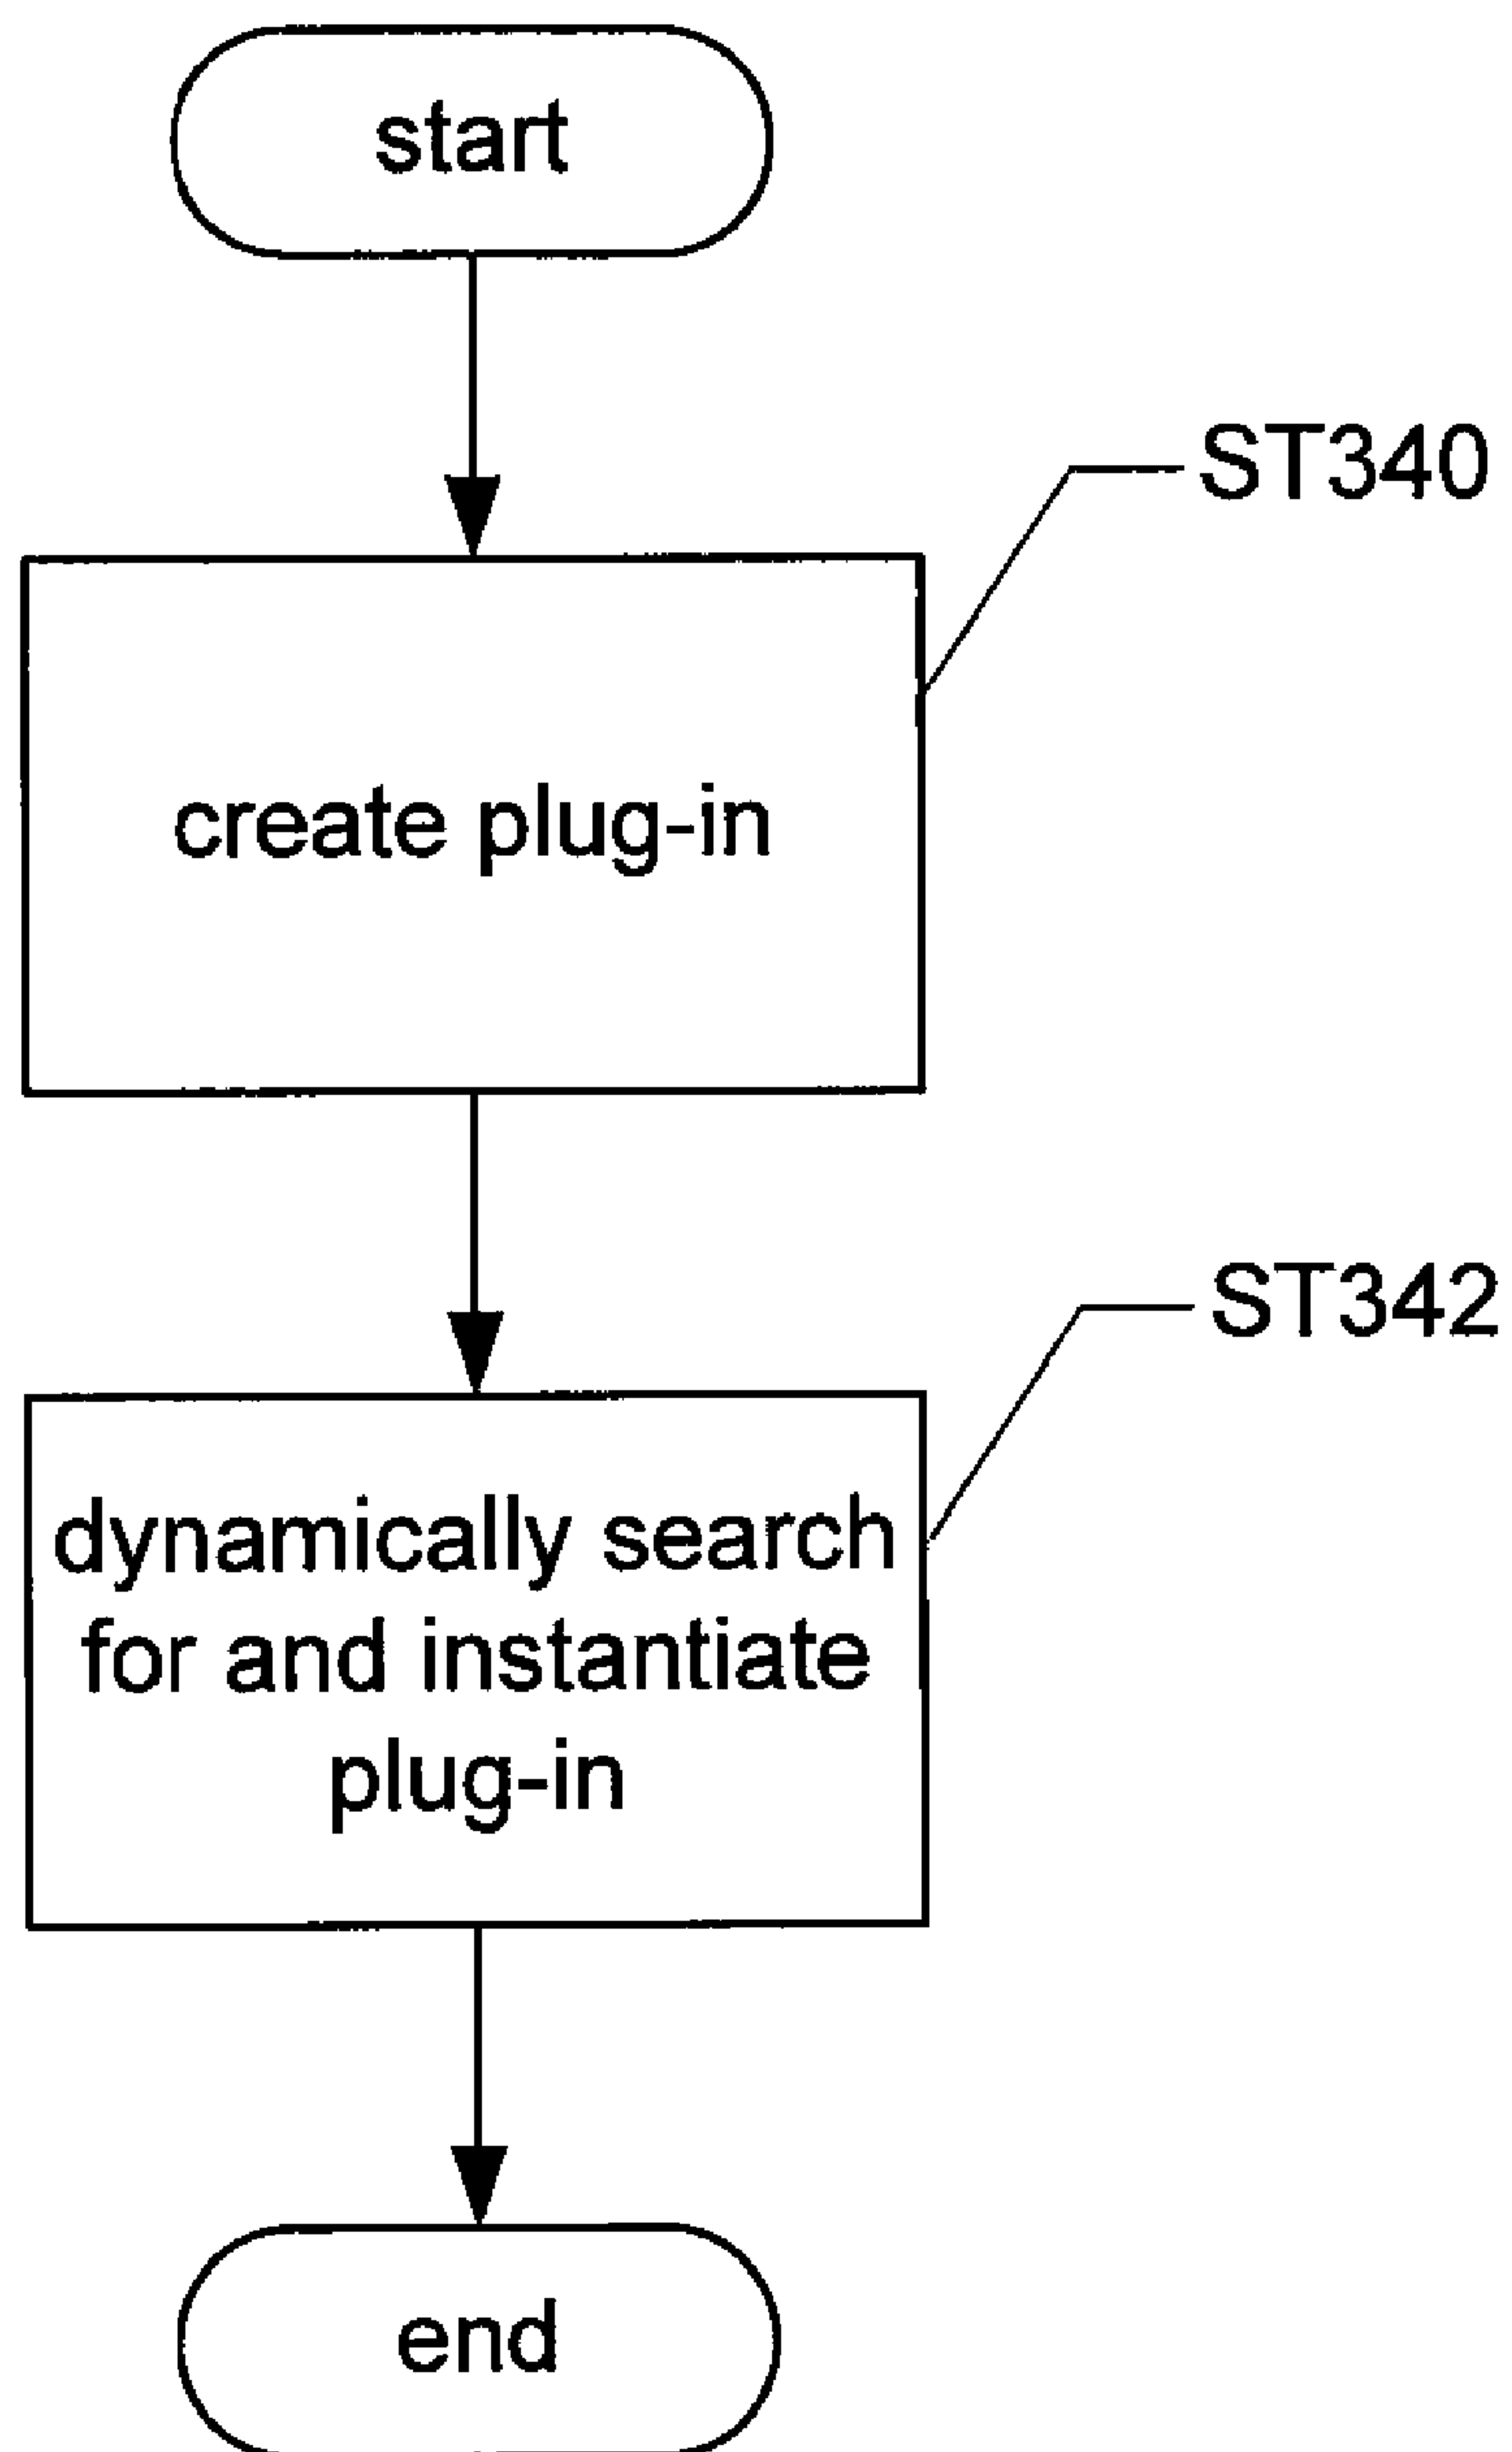 start
ST340
create plug-in
ST342
dynamically search
for and instantiate
plug-in
end